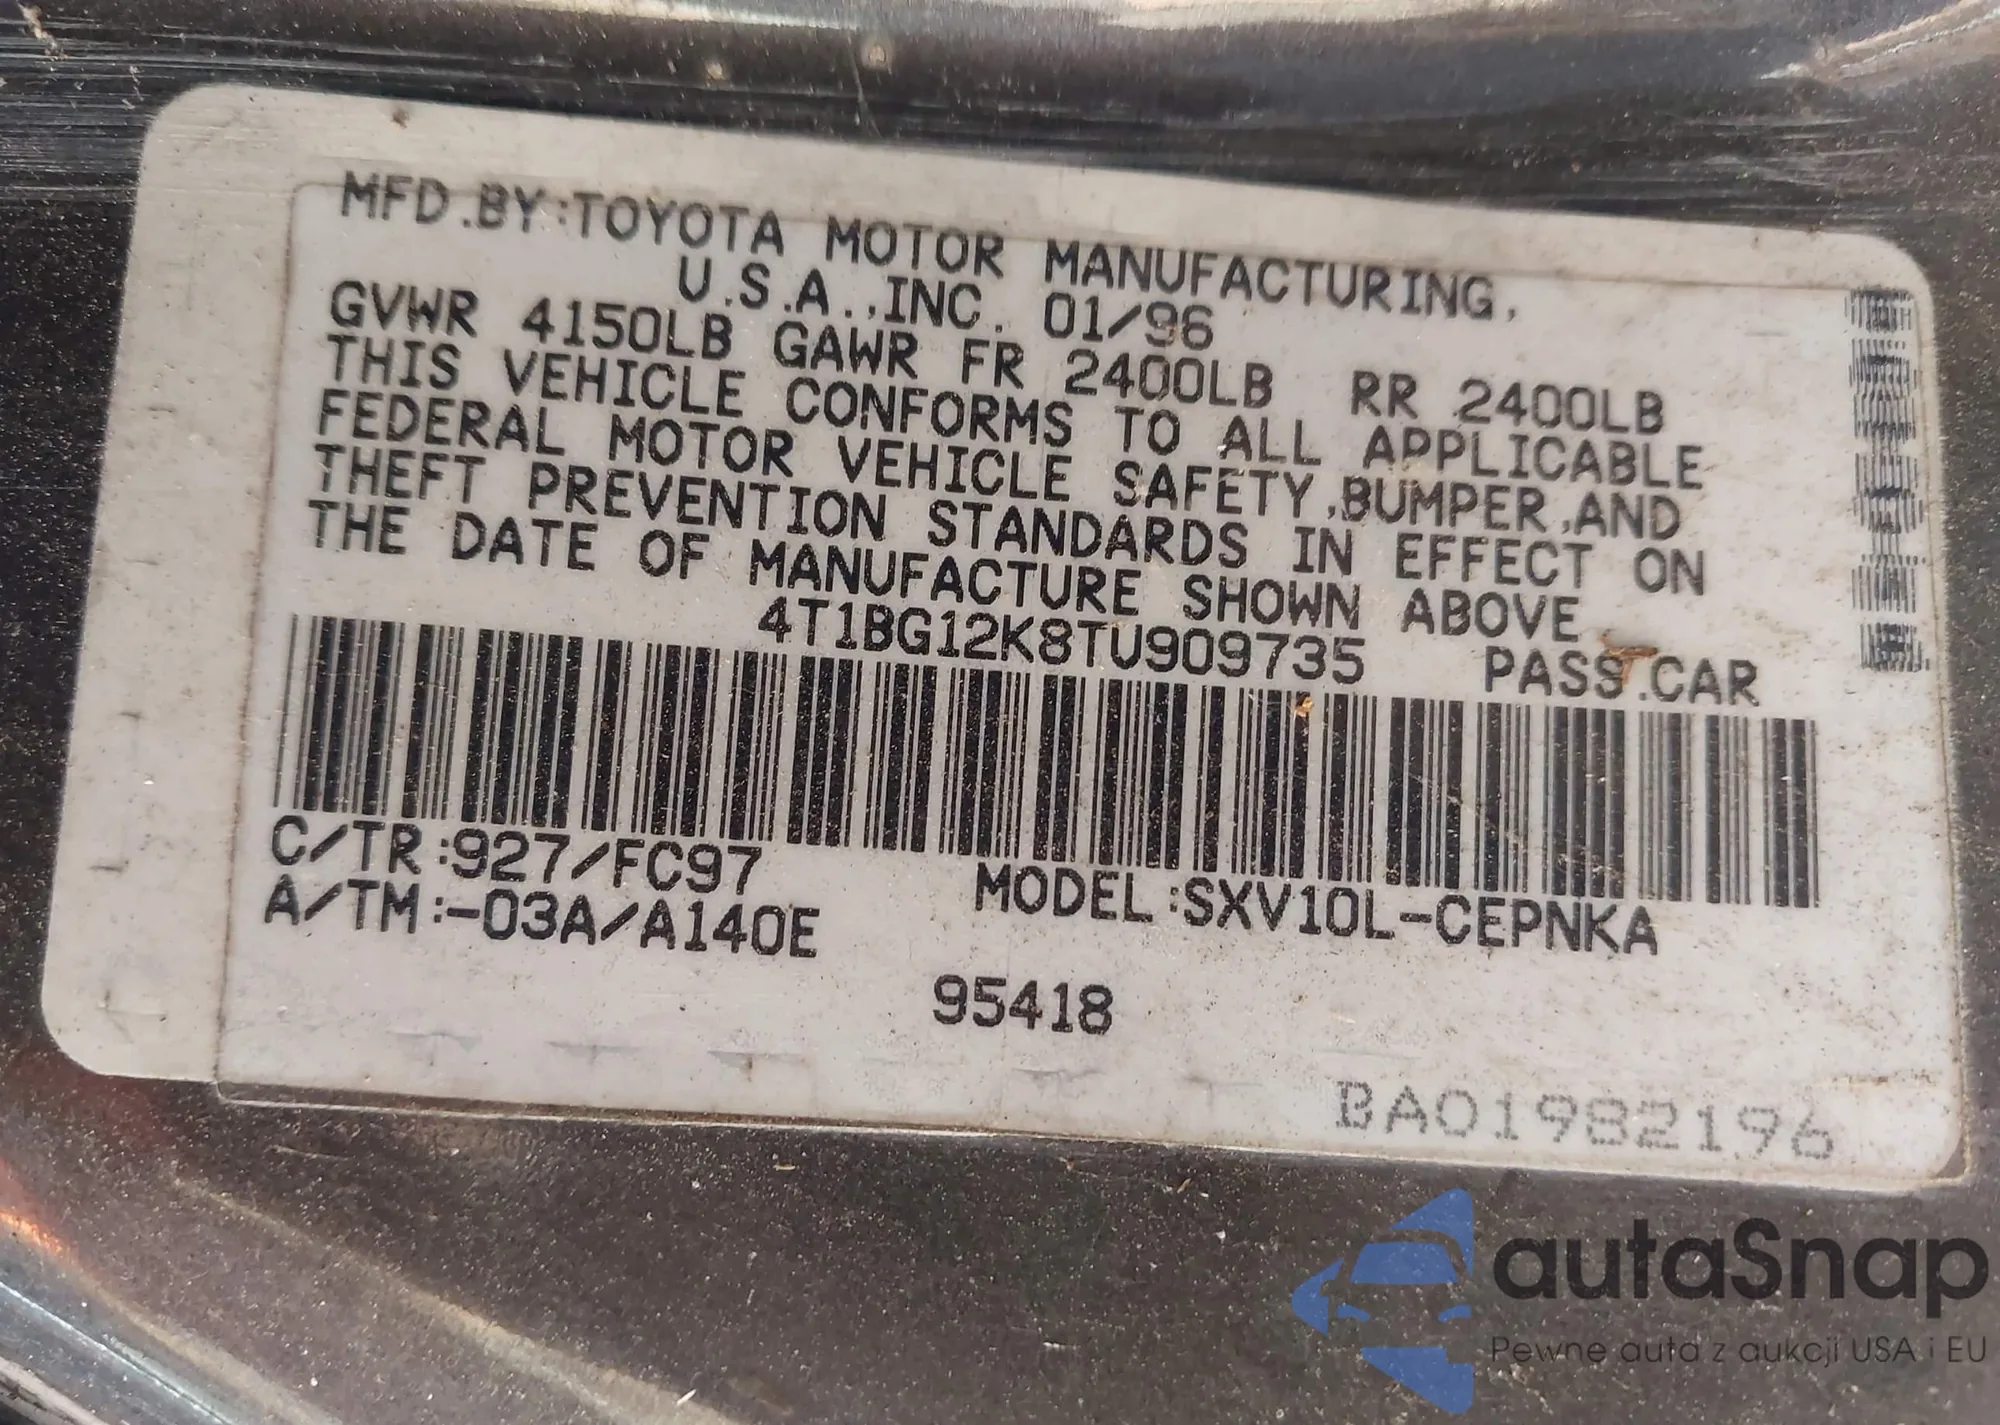 MFD.BY:TOYOTA MOTOR MANUFACTURING,
U.S.A.,INC. 01/96
GVWR 4150LB GAWR FR 2400LB RR 2400LB
THIS VEHICLE CONFORMS TO ALL APPLICABLE
FEDERAL MOTOR VEHICLE SAFETY,BUMPER,AND
THEFT PREVENTION STANDARDS IN EFFECT ON
THE DATE OF MANUFACTURE SHOWN ABOVE
4T1BG12K8TU909735 PASS.CAR
C/TR:927/FC97
A/TM:-03A/A140E
MODEL:SXV10L-CEPNKA
95418
BA01982196
autaSnap
Pewne auta z aukcji USA i EU